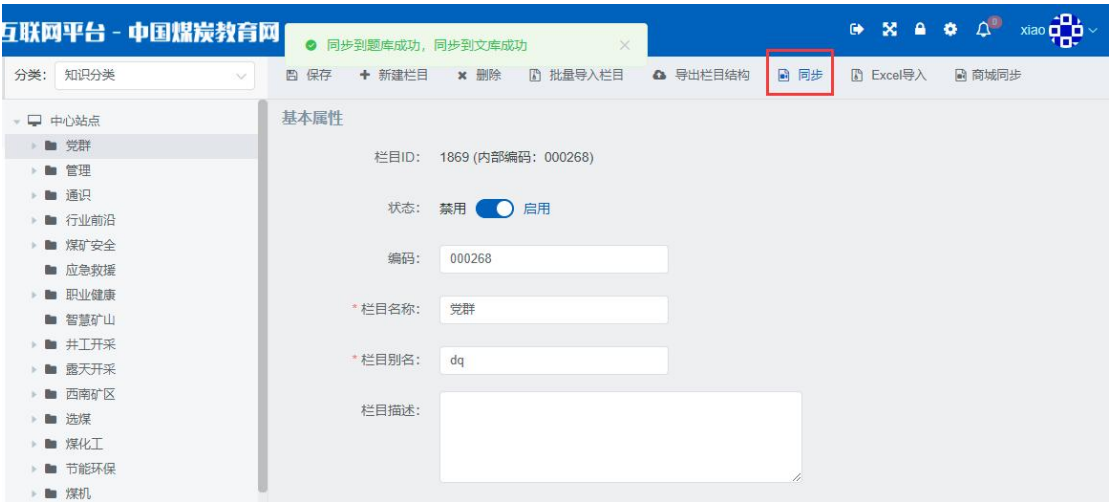 互联网平台 - 中国煤炭教育网
同步到题库成功，同步到文库成功
0
xiao
分类： 知识分类
保存 新建栏目 删除 批量导入栏目 导出栏目结构 同步 Excel导入 商城同步
中心站点
党群
管理
通识
行业前沿
煤矿安全
应急救援
职业健康
智慧矿山
井工开采
露天开采
西南矿区
选煤
煤化工
节能环保
煤机
基本属性
栏目ID： 1869 (内部编码：000268)
状态： 禁用 启用
编码： 000268
* 栏目名称： 党群
* 栏目别名： dq
栏目描述：